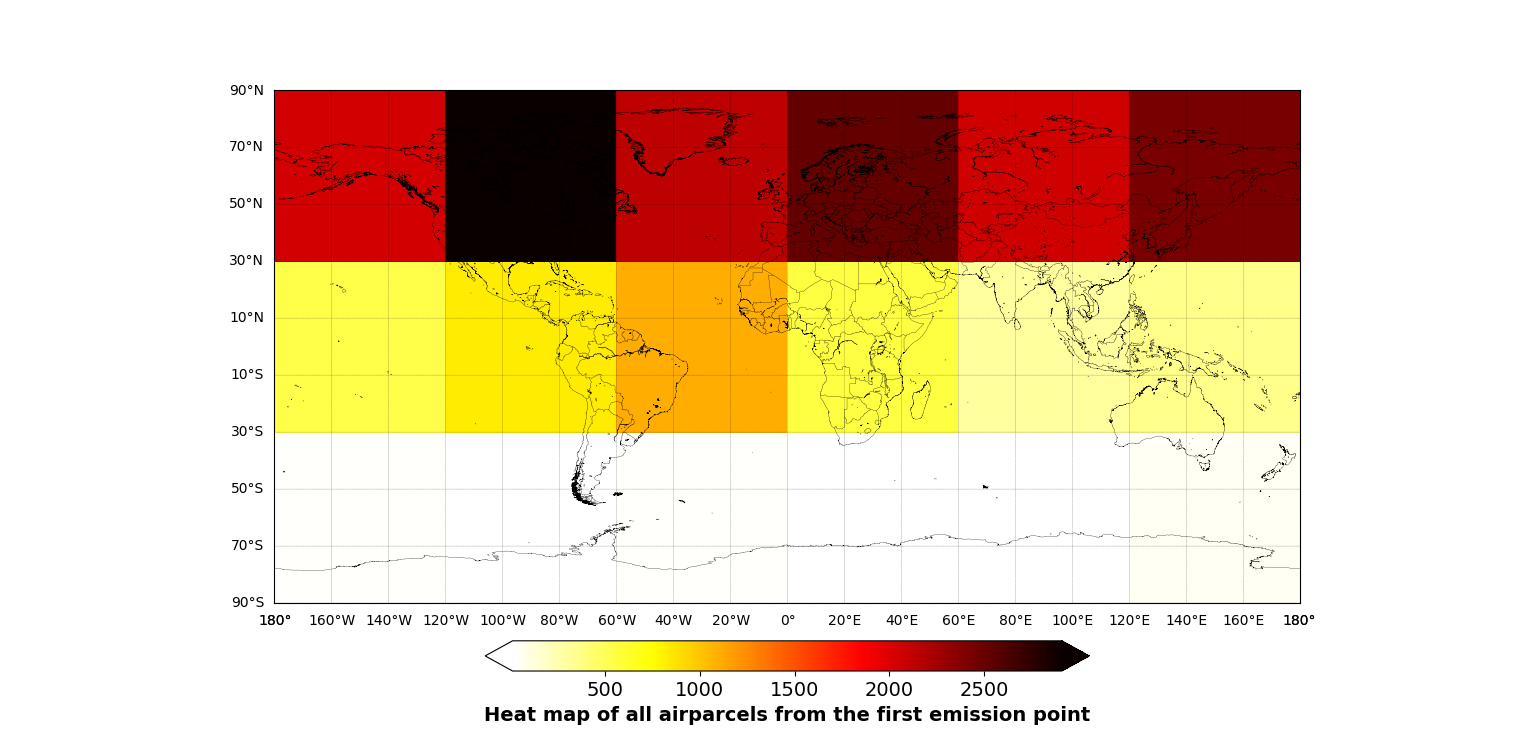 90°N
70°N
50°N
30°N
10°N
10°S
30°S
50°S
70°S
90°S
180° 160°W 140°W 120°W 100°W 80°W 60°W 40°W 20°W 0° 20°E 40°E 60°E 80°E 100°E 120°E 140°E 160°E 180°
500 1000 1500 2000 2500
Heat map of all airparcels from the first emission point